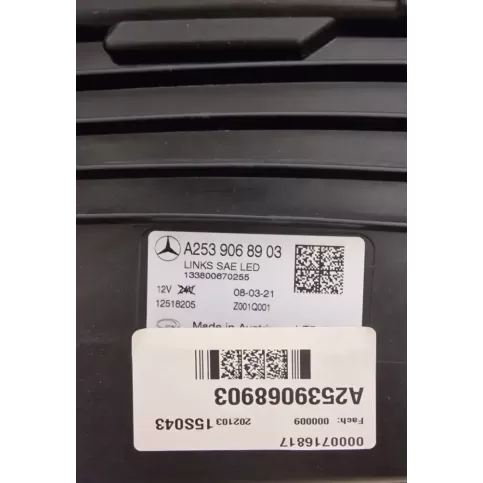 A253 906 89 03
LINKS SAE LED
133800670255
12V 24V 08-03-21
12518205 Z001Q001
Made in Austria
A2539068903
Fach: 000009
202103 15S043
0000716817